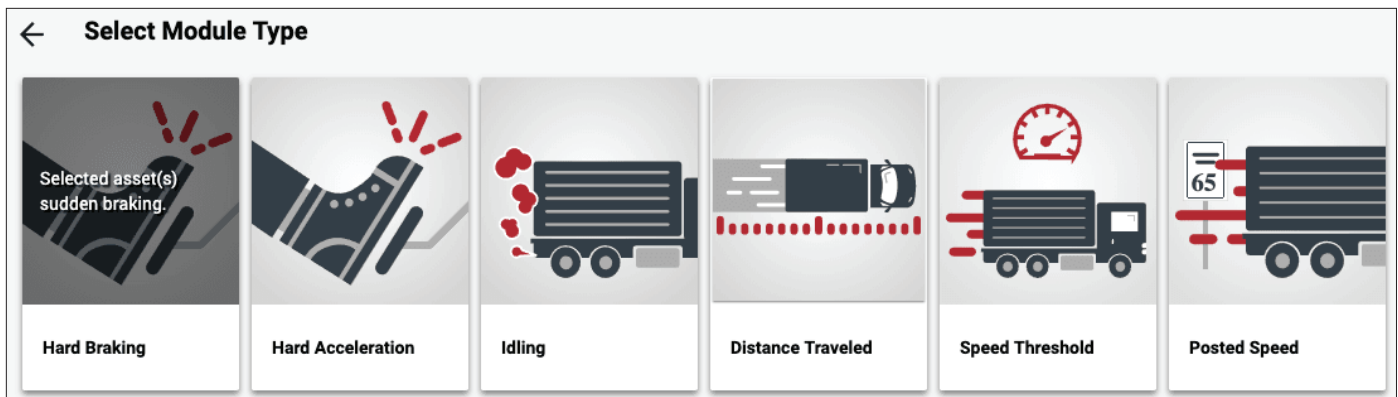 Select Module Type
Selected asset(s)
sudden braking.
65
Hard Braking
Hard Acceleration
Idling
Distance Traveled
Speed Threshold
Posted Speed